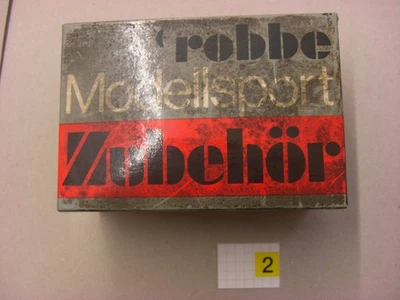 robbe
Modellsport
Zubehör
2